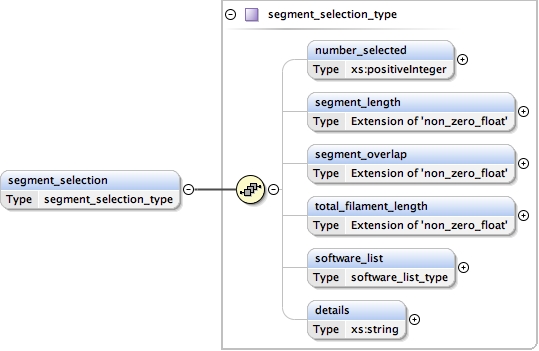 segment_selection_type
number_selected
Type xs:positiveInteger
segment_length
Type Extension of 'non_zero_float'
segment_overlap
Type Extension of 'non_zero_float'
segment_selection
Type segment_selection_type
total_filament_length
Type Extension of 'non_zero_float'
software_list
Type software_list_type
details
Type xs:string